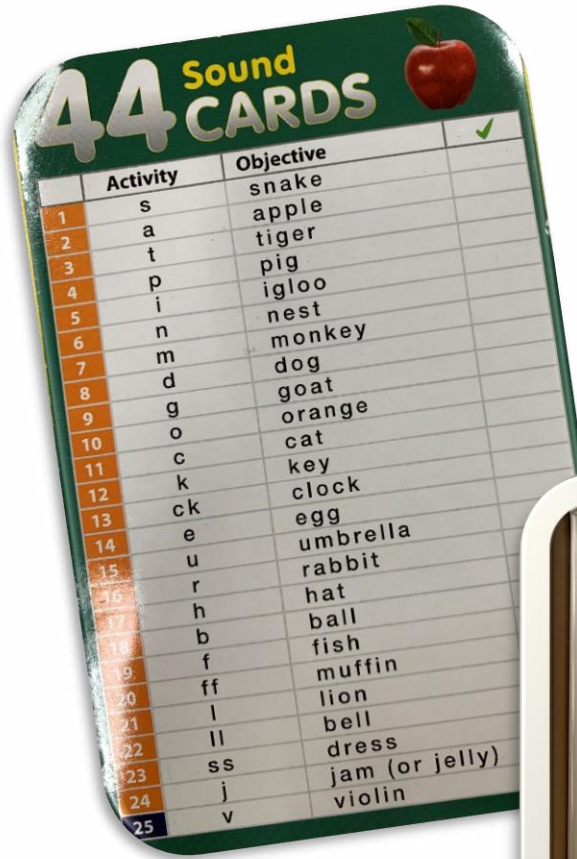 44 Sound
CARDS
Activity Objective ✓
1 s snake
2 a apple
3 t tiger
4 p pig
5 i igloo
6 n nest
7 m monkey
8 d dog
9 g goat
10 o orange
11 c cat
12 k key
13 ck clock
14 e egg
15 u umbrella
16 r rabbit
17 h hat
18 b ball
19 f fish
20 ff muffin
21 l lion
22 ll bell
23 ss dress
24 j jam (or jelly)
25 v violin